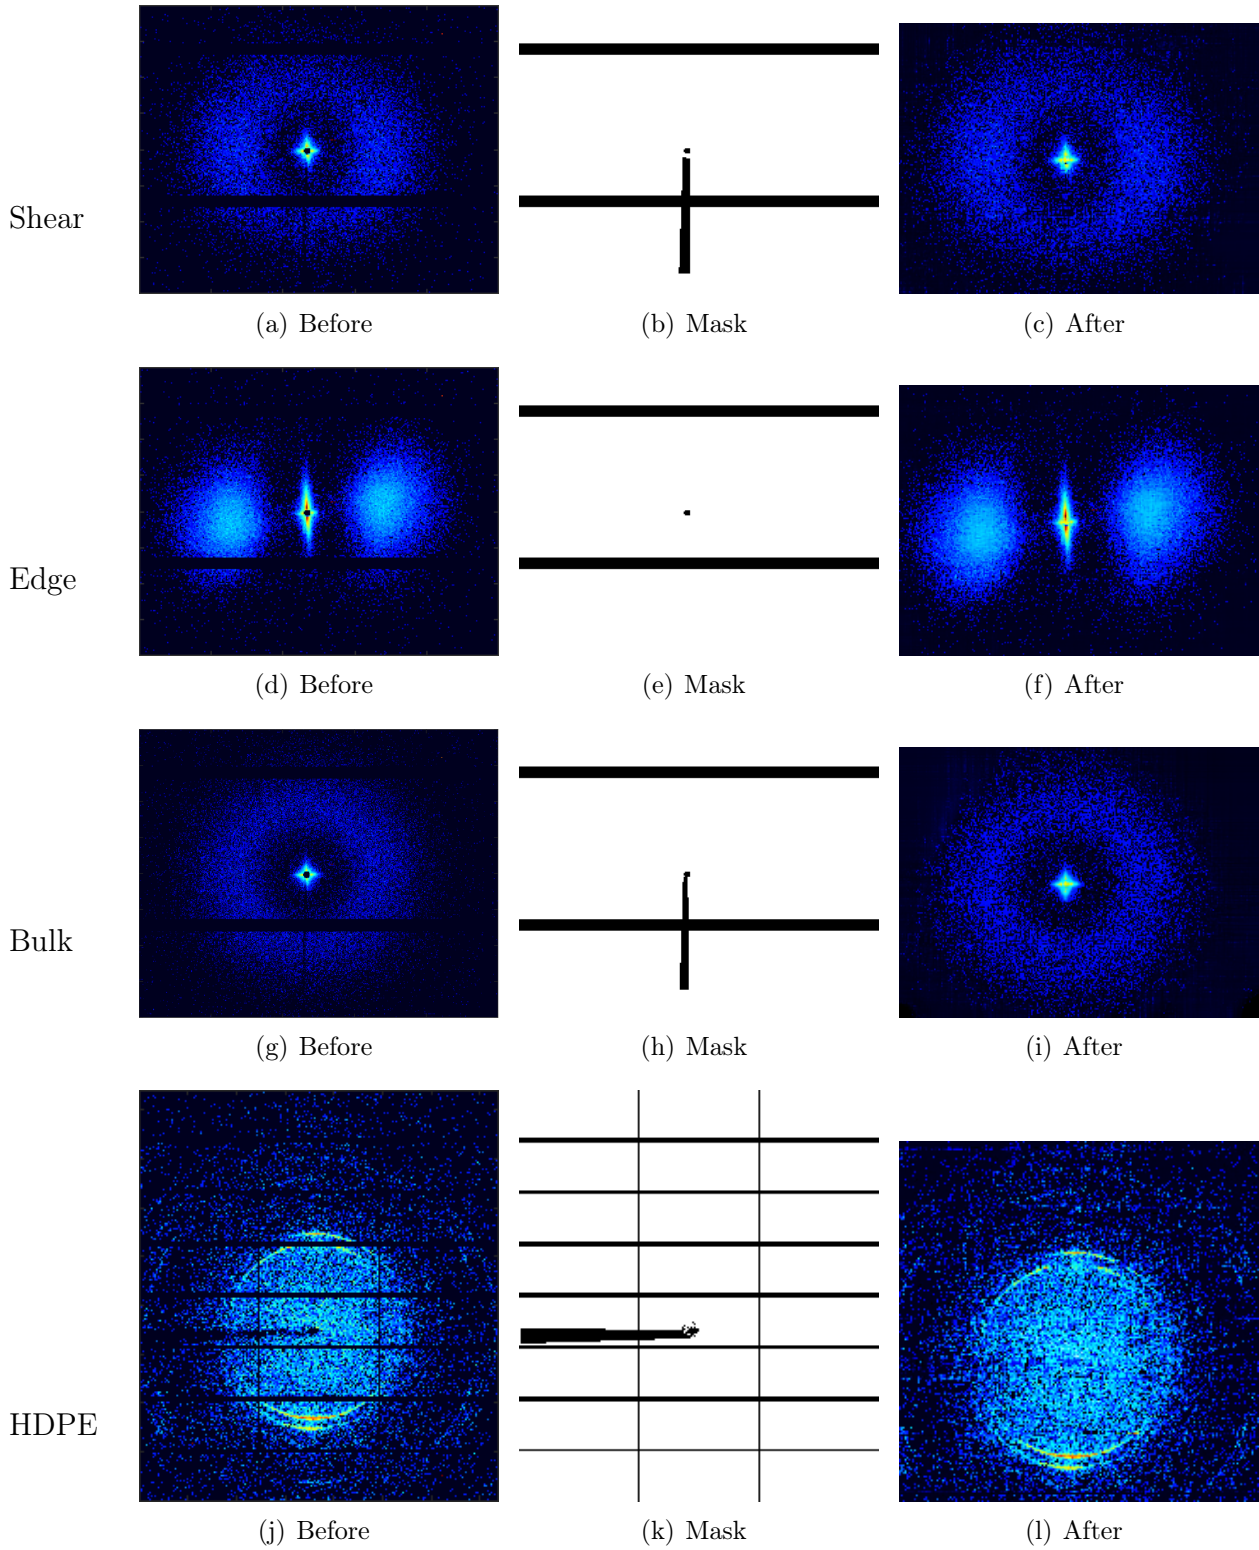 Shear
(a) Before
(b) Mask
(c) After
Edge
(d) Before
(e) Mask
(f) After
Bulk
(g) Before
(h) Mask
(i) After
HDPE
(j) Before
(k) Mask
(l) After